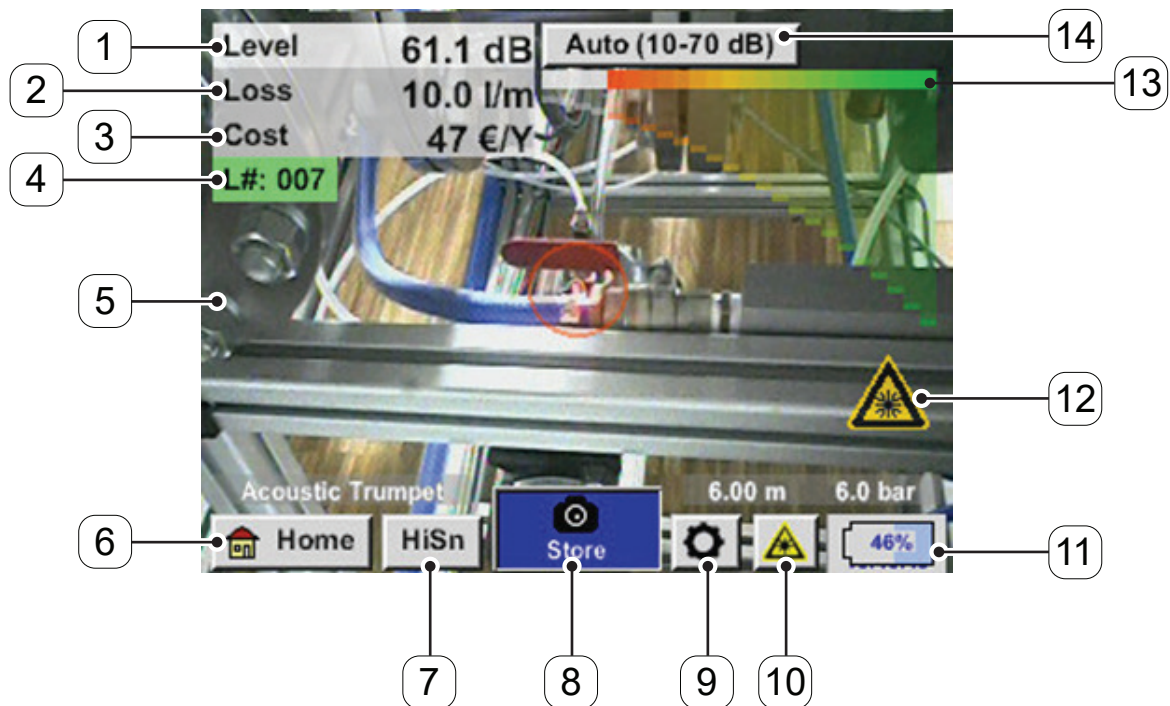 1
Level 61.1 dB
Auto (10-70 dB)
14
2
Loss 10.0 l/m
13
3
Cost 47 €/Y
4
L#: 007
5
12
Acoustic Trumpet 6.00 m 6.0 bar
6
Home
HiSn
Store
46%
11
7
8
9
10